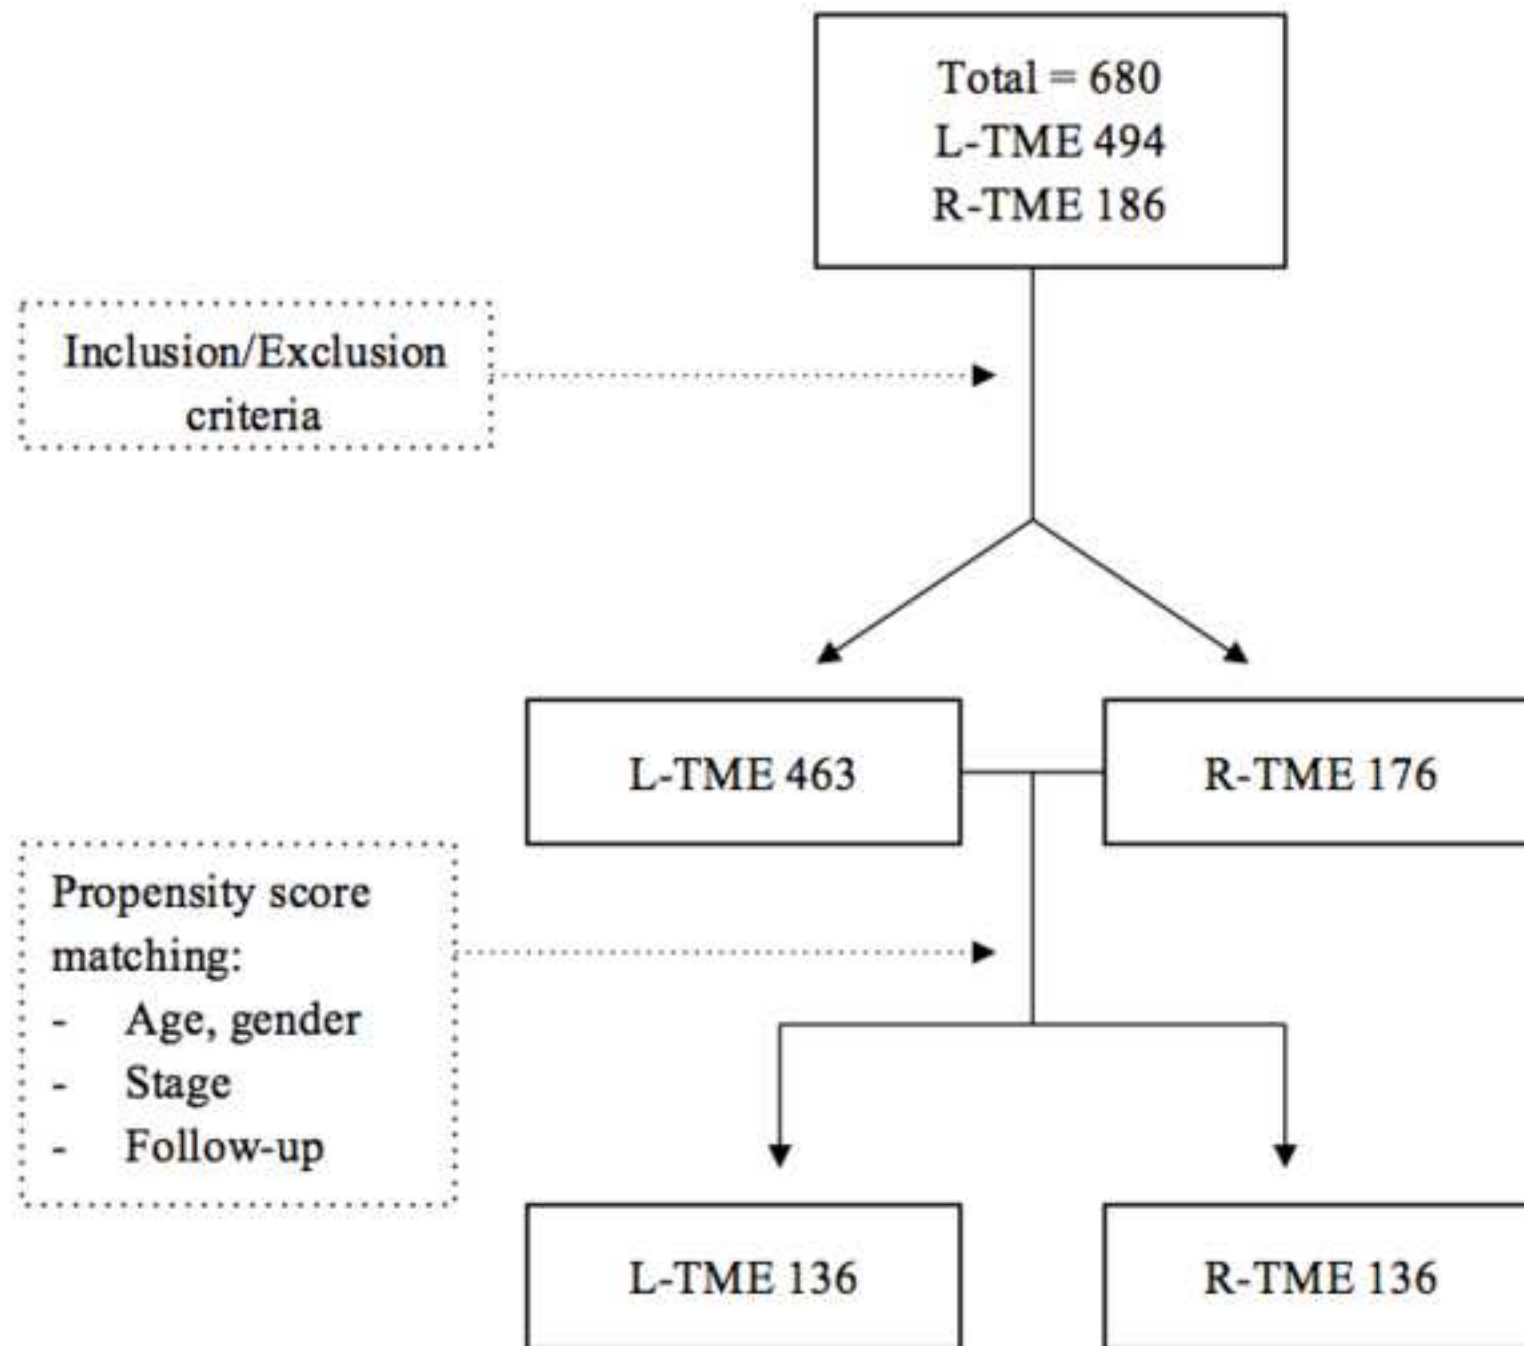 Total = 680
L-TME 494
R-TME 186
Inclusion/Exclusion
criteria
L-TME 463
R-TME 176
Propensity score
matching:
- Age, gender
- Stage
- Follow-up
L-TME 136
R-TME 136